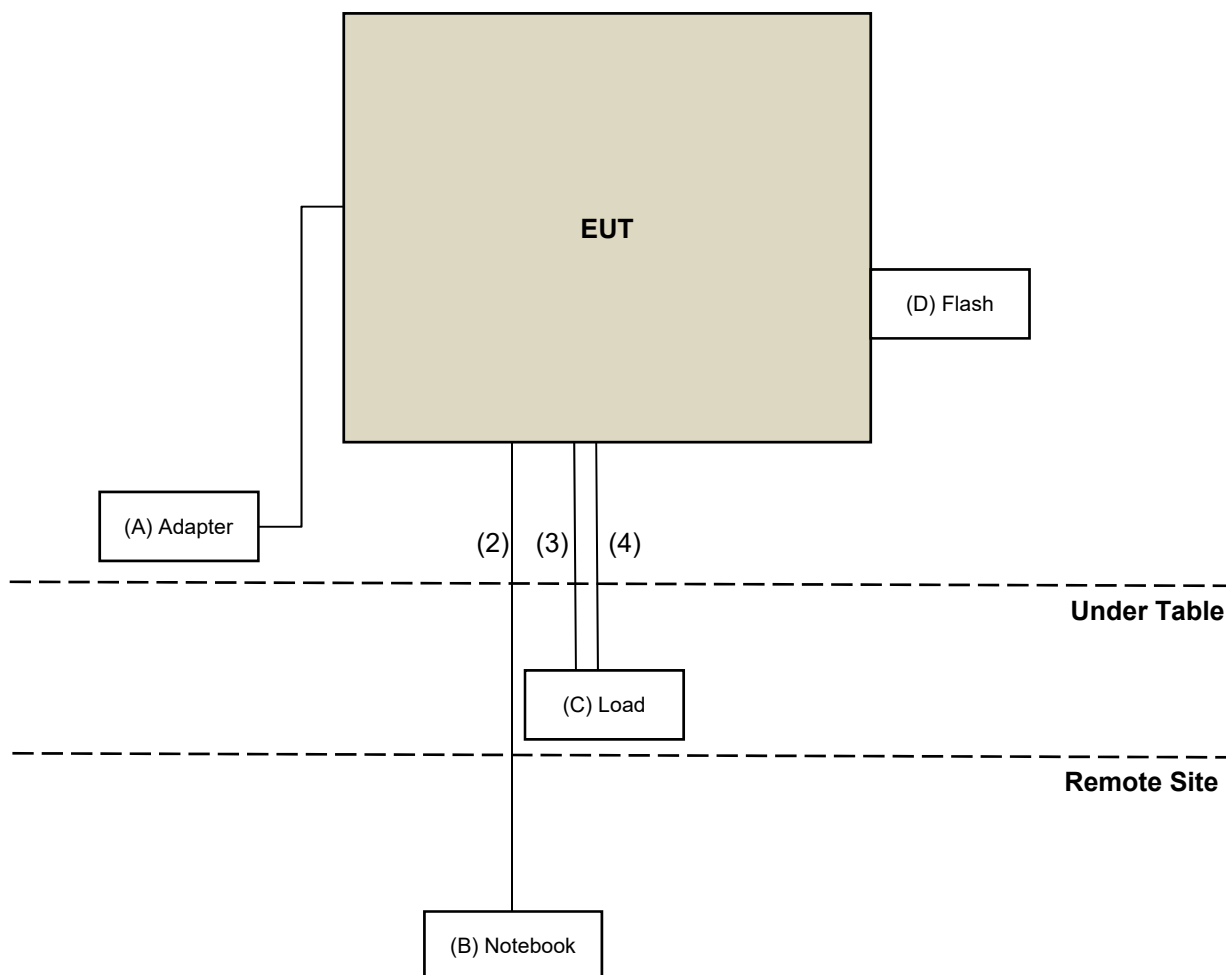 EUT
(D) Flash
(A) Adapter
(2) (3) (4)
Under Table
(C) Load
Remote Site
(B) Notebook